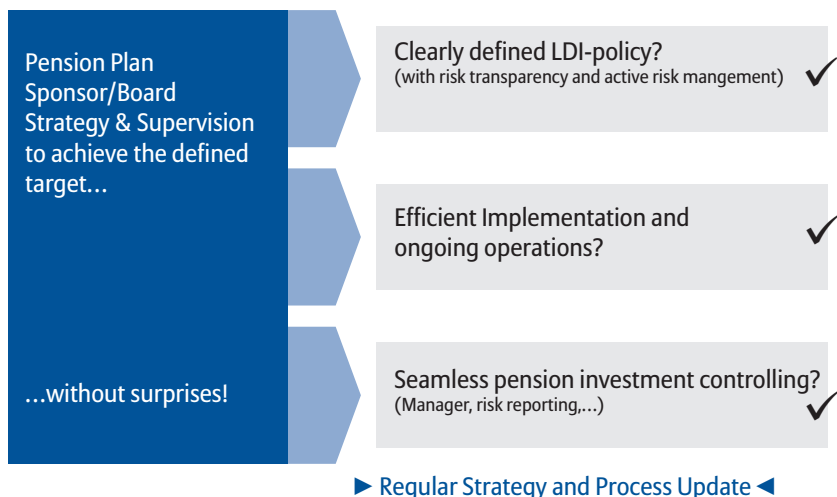 Pension Plan
Sponsor/Board
Strategy & Supervision
to achieve the defined
target…
…without surprises!
Clearly defined LDI-policy?
(with risk transparency and active risk mangement)
Efficient Implementation and
ongoing operations?
Seamless pension investment controlling?
(Manager, risk reporting,…)
► Regular Strategy and Process Update ◄